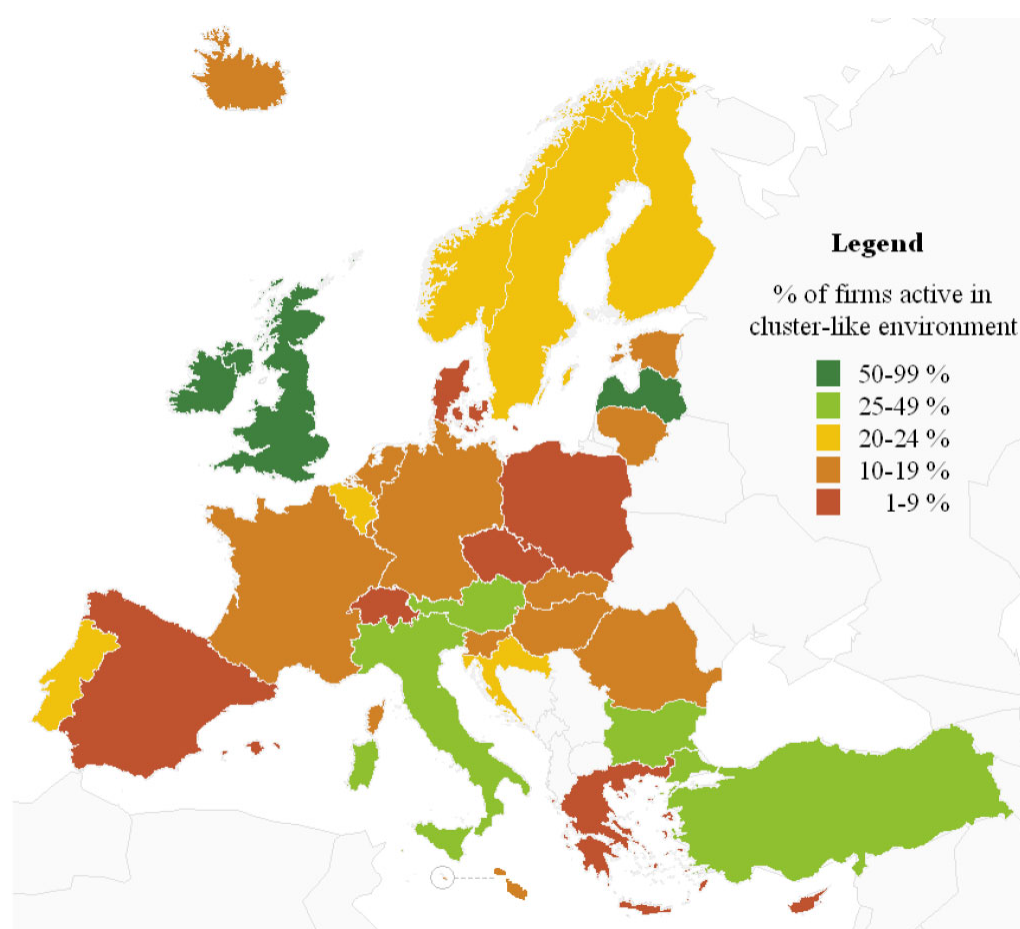 Legend
% of firms active in
cluster-like environment
50-99 %
25-49 %
20-24 %
10-19 %
1-9 %